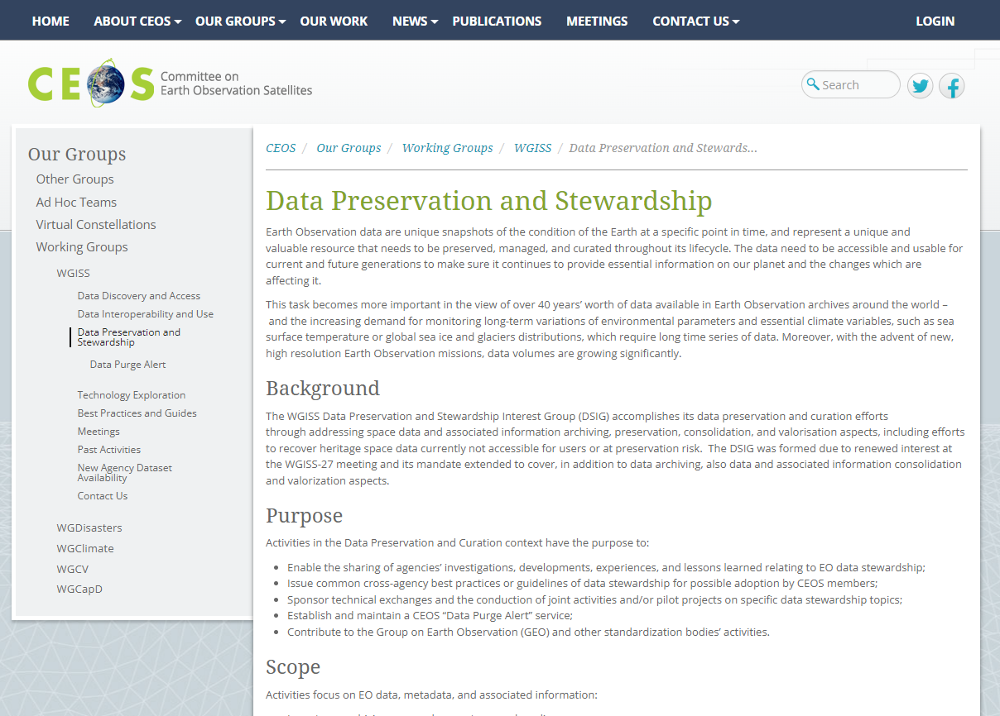 HOME ABOUT CEOS OUR GROUPS OUR WORK NEWS PUBLICATIONS MEETINGS CONTACT US LOGIN
CEOS
Committee on
Earth Observation Satellites
Search
Our Groups
Other Groups
Ad Hoc Teams
Virtual Constellations
Working Groups
WGISS
Data Discovery and Access
Data Interoperability and Use
Data Preservation and
Stewardship
Data Purge Alert
Technology Exploration
Best Practices and Guides
Meetings
Past Activities
New Agency Dataset
Availability
Contact Us
WGDisasters
WGClimate
WGCV
WGCapD
CEOS / Our Groups / Working Groups / WGISS / Data Preservation and Stewards...
Data Preservation and Stewardship
Earth Observation data are unique snapshots of the condition of the Earth at a specific point in time, and represent a unique and
valuable resource that needs to be preserved, managed, and curated throughout its lifecycle. The data need to be accessible and usable for
current and future generations to make sure it continues to provide essential information on our planet and the changes which are
affecting it.
This task becomes more important in the view of over 40 years’ worth of data available in Earth Observation archives around the world –
and the increasing demand for monitoring long-term variations of environmental parameters and essential climate variables, such as sea
surface temperature or global sea ice and glaciers distributions, which require long time series of data. Moreover, with the advent of new,
high resolution Earth Observation missions, data volumes are growing significantly.
Background
The WGISS Data Preservation and Stewardship Interest Group (DSIG) accomplishes its data preservation and curation efforts
through addressing space data and associated information archiving, preservation, consolidation, and valorisation aspects, including efforts
to recover heritage space data currently not accessible for users or at preservation risk. The DSIG was formed due to renewed interest at
the WGISS-27 meeting and its mandate extended to cover, in addition to data archiving, also data and associated information consolidation
and valorization aspects.
Purpose
Activities in the Data Preservation and Curation context have the purpose to:
• Enable the sharing of agencies’ investigations, developments, experiences, and lessons learned relating to EO data stewardship;
• Issue common cross-agency best practices or guidelines of data stewardship for possible adoption by CEOS members;
• Sponsor technical exchanges and the conduction of joint activities and/or pilot projects on specific data stewardship topics;
• Establish and maintain a CEOS “Data Purge Alert” service;
• Contribute to the Group on Earth Observation (GEO) and other standardization bodies’ activities.
Scope
Activities focus on EO data, metadata, and associated information: